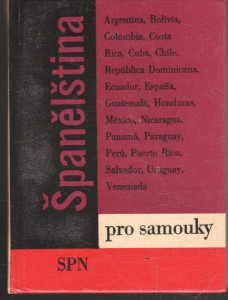 Španělština
Argentina, Bolivia,
Colombia, Costa
Rica, Cuba, Chile,
República Dominicana,
Ecuador, España,
Guatemala, Honduras,
México, Nicaragua,
Panamá, Paraguay,
Perú, Puerto Rico,
Salvador, Uruguay,
Venezuela
pro samouky
SPN